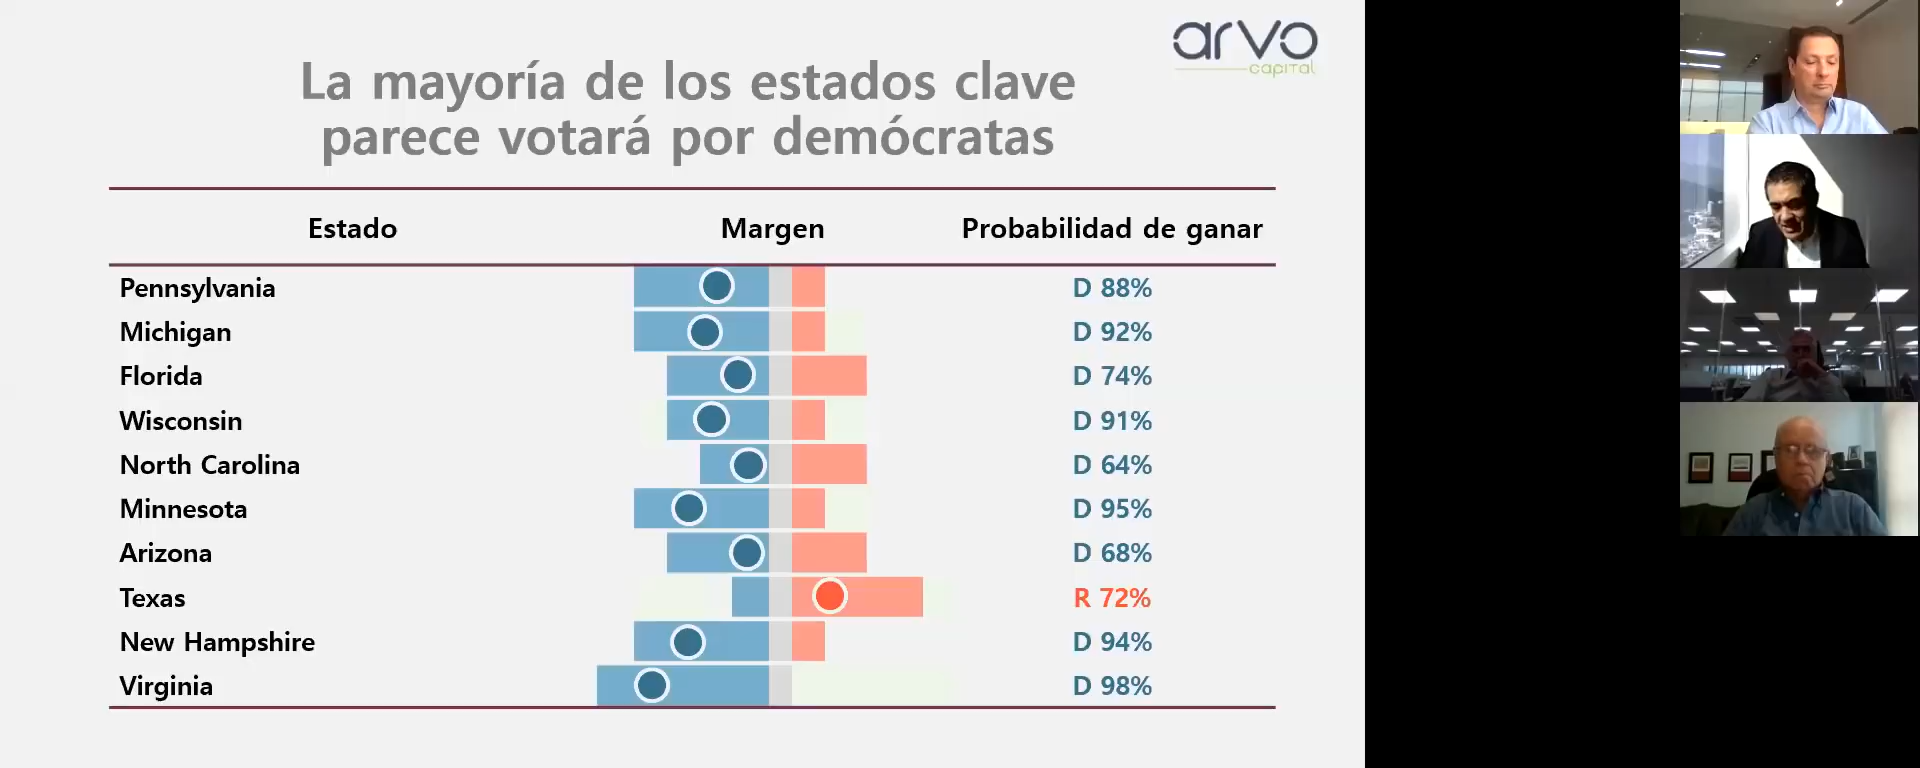 arvo
capital
La mayoría de los estados clave
parece votará por demócratas
Estado Margen Probabilidad de ganar
Pennsylvania D 88%
Michigan D 92%
Florida D 74%
Wisconsin D 91%
North Carolina D 64%
Minnesota D 95%
Arizona D 68%
Texas R 72%
New Hampshire D 94%
Virginia D 98%